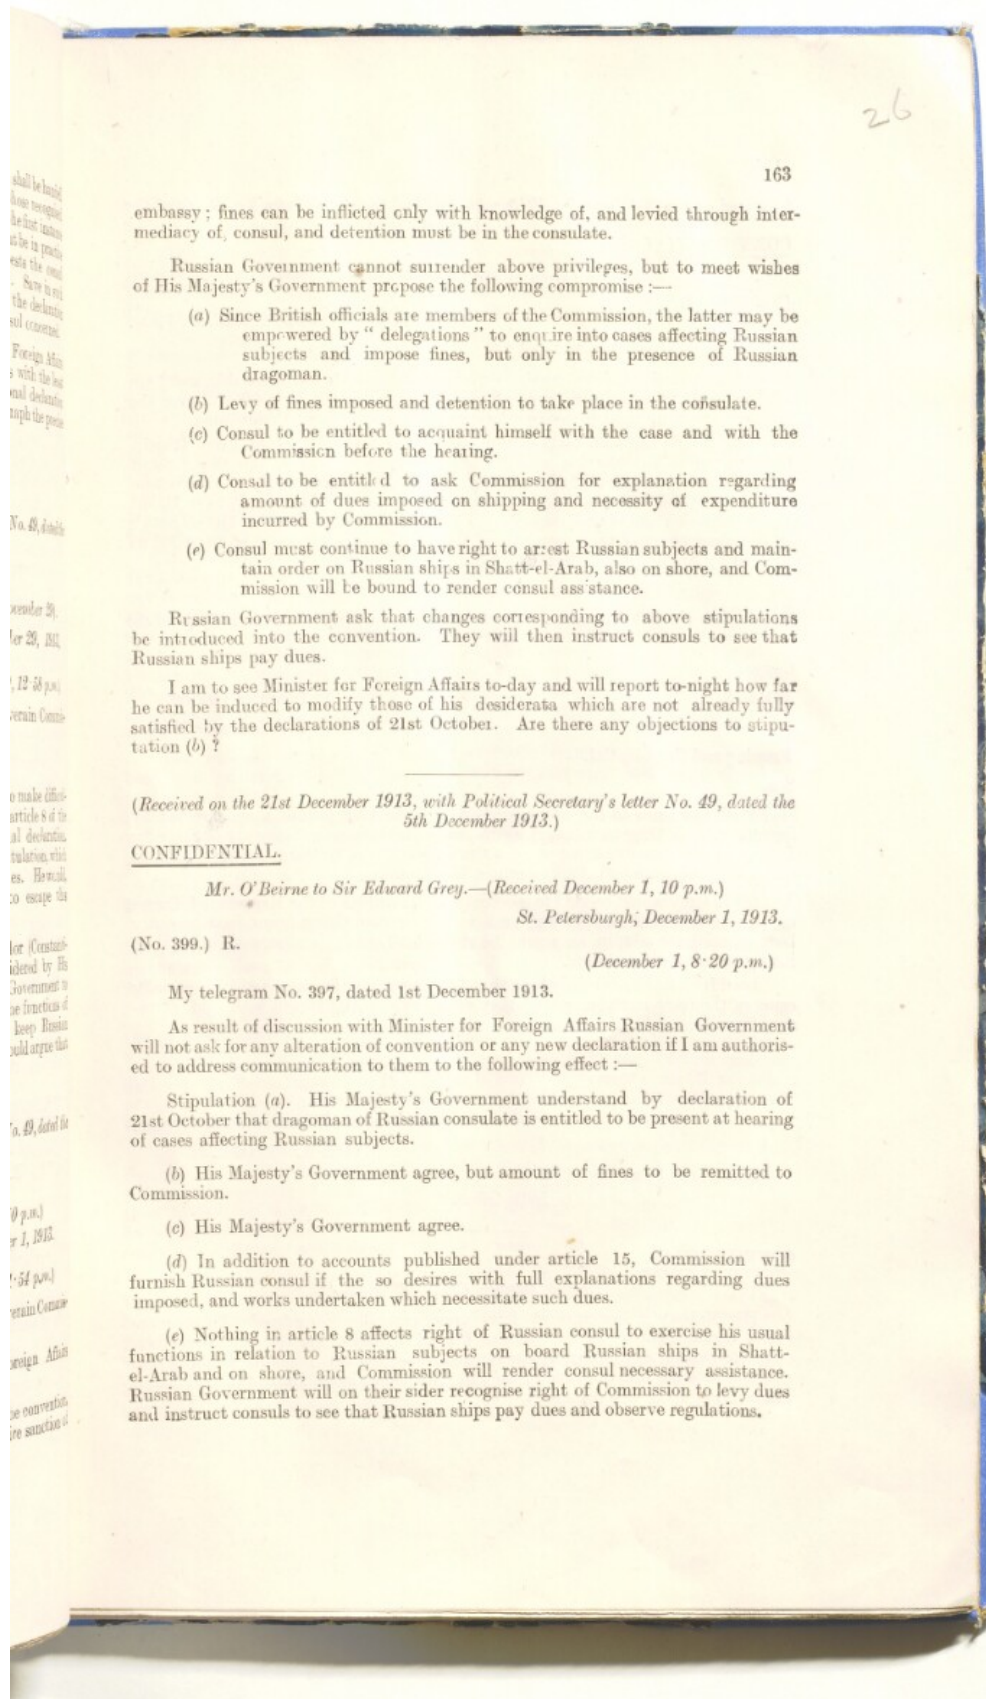 26
163
embassy; fines can be inflicted only with knowledge of, and levied through inter-
mediacy of, consul, and detention must be in the consulate.
Russian Government cannot surrender above privileges, but to meet wishes
of His Majesty's Government propose the following compromise :—
(a) Since British officials are members of the Commission, the latter may be
empowered by " delegations " to enquire into cases affecting Russian
subjects and impose fines, but only in the presence of Russian
dragoman.
(b) Levy of fines imposed and detention to take place in the consulate.
(c) Consul to be entitled to acquaint himself with the case and with the
Commission before the hearing.
(d) Consul to be entitled to ask Commission for explanation regarding
amount of dues imposed on shipping and necessity of expenditure
incurred by Commission.
(e) Consul must continue to have right to arrest Russian subjects and main-
tain order on Russian ships in Shatt-el-Arab, also on shore, and Com-
mission will be bound to render consul assistance.
Russian Government ask that changes corresponding to above stipulations
be introduced into the convention. They will then instruct consuls to see that
Russian ships pay dues.
I am to see Minister for Foreign Affairs to-day and will report to-night how far
he can be induced to modify those of his desiderata which are not already fully
satisfied by the declarations of 21st October. Are there any objections to stipu-
tation (b) ?
(Received on the 21st December 1913, with Political Secretary's letter No. 49, dated the
5th December 1913.)
CONFIDENTIAL.
Mr. O'Beirne to Sir Edward Grey.—(Received December 1, 10 p.m.)
St. Petersburgh, December 1, 1913.
(No. 399.) R.
(December 1, 8·20 p.m.)
My telegram No. 397, dated 1st December 1913.
As result of discussion with Minister for Foreign Affairs Russian Government
will not ask for any alteration of convention or any new declaration if I am authoris-
ed to address communication to them to the following effect :—
Stipulation (a). His Majesty's Government understand by declaration of
21st October that dragoman of Russian consulate is entitled to be present at hearing
of cases affecting Russian subjects.
(b) His Majesty's Government agree, but amount of fines to be remitted to
Commission.
(c) His Majesty's Government agree.
(d) In addition to accounts published under article 15, Commission will
furnish Russian consul if the so desires with full explanations regarding dues
imposed, and works undertaken which necessitate such dues.
(e) Nothing in article 8 affects right of Russian consul to exercise his usual
functions in relation to Russian subjects on board Russian ships in Shatt-
el-Arab and on shore, and Commission will render consul necessary assistance.
Russian Government will on their sider recognise right of Commission to levy dues
and instruct consuls to see that Russian ships pay dues and observe regulations.